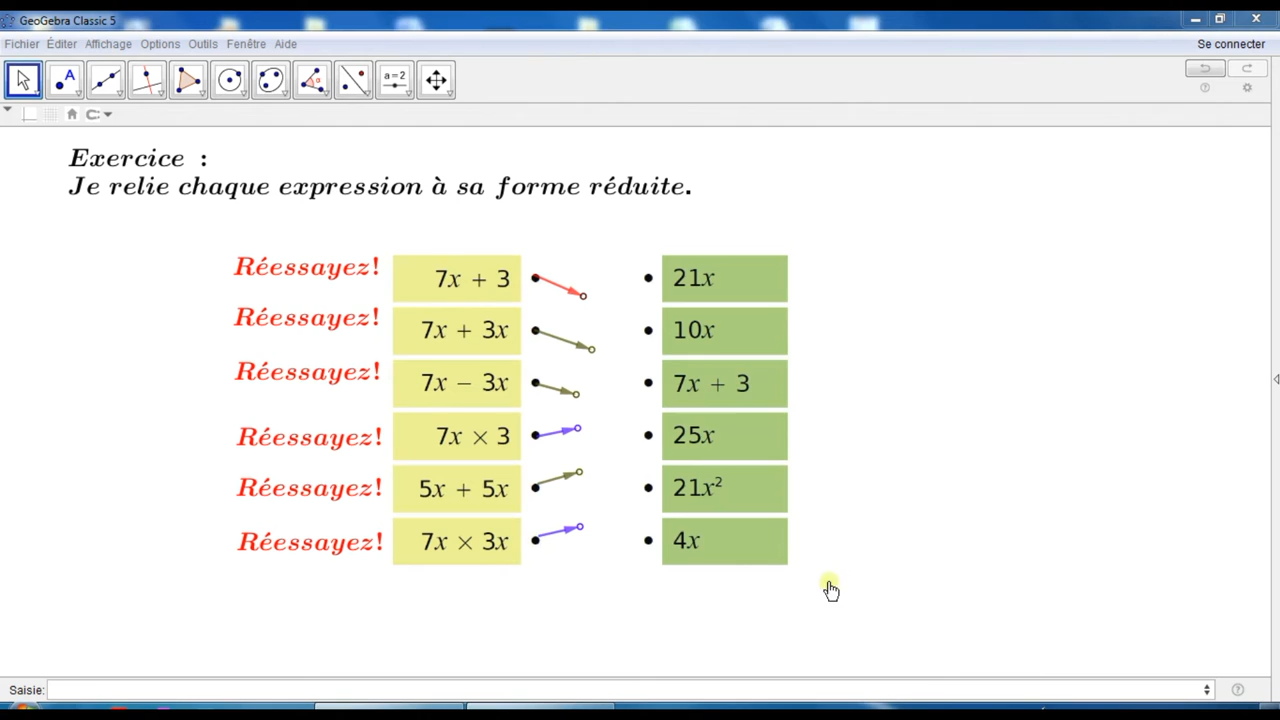 GeoGebra Classic 5
Fichier Éditer Affichage Options Outils Fenêtre Aide
Se connecter
A
a=2
Exercice :
Je relie chaque expression à sa forme réduite.
Réessayez! 7x + 3 21x
Réessayez! 7x + 3x 10x
Réessayez! 7x − 3x 7x + 3
Réessayez! 7x × 3 25x
Réessayez! 5x + 5x 21x²
Réessayez! 7x × 3x 4x
Saisie: